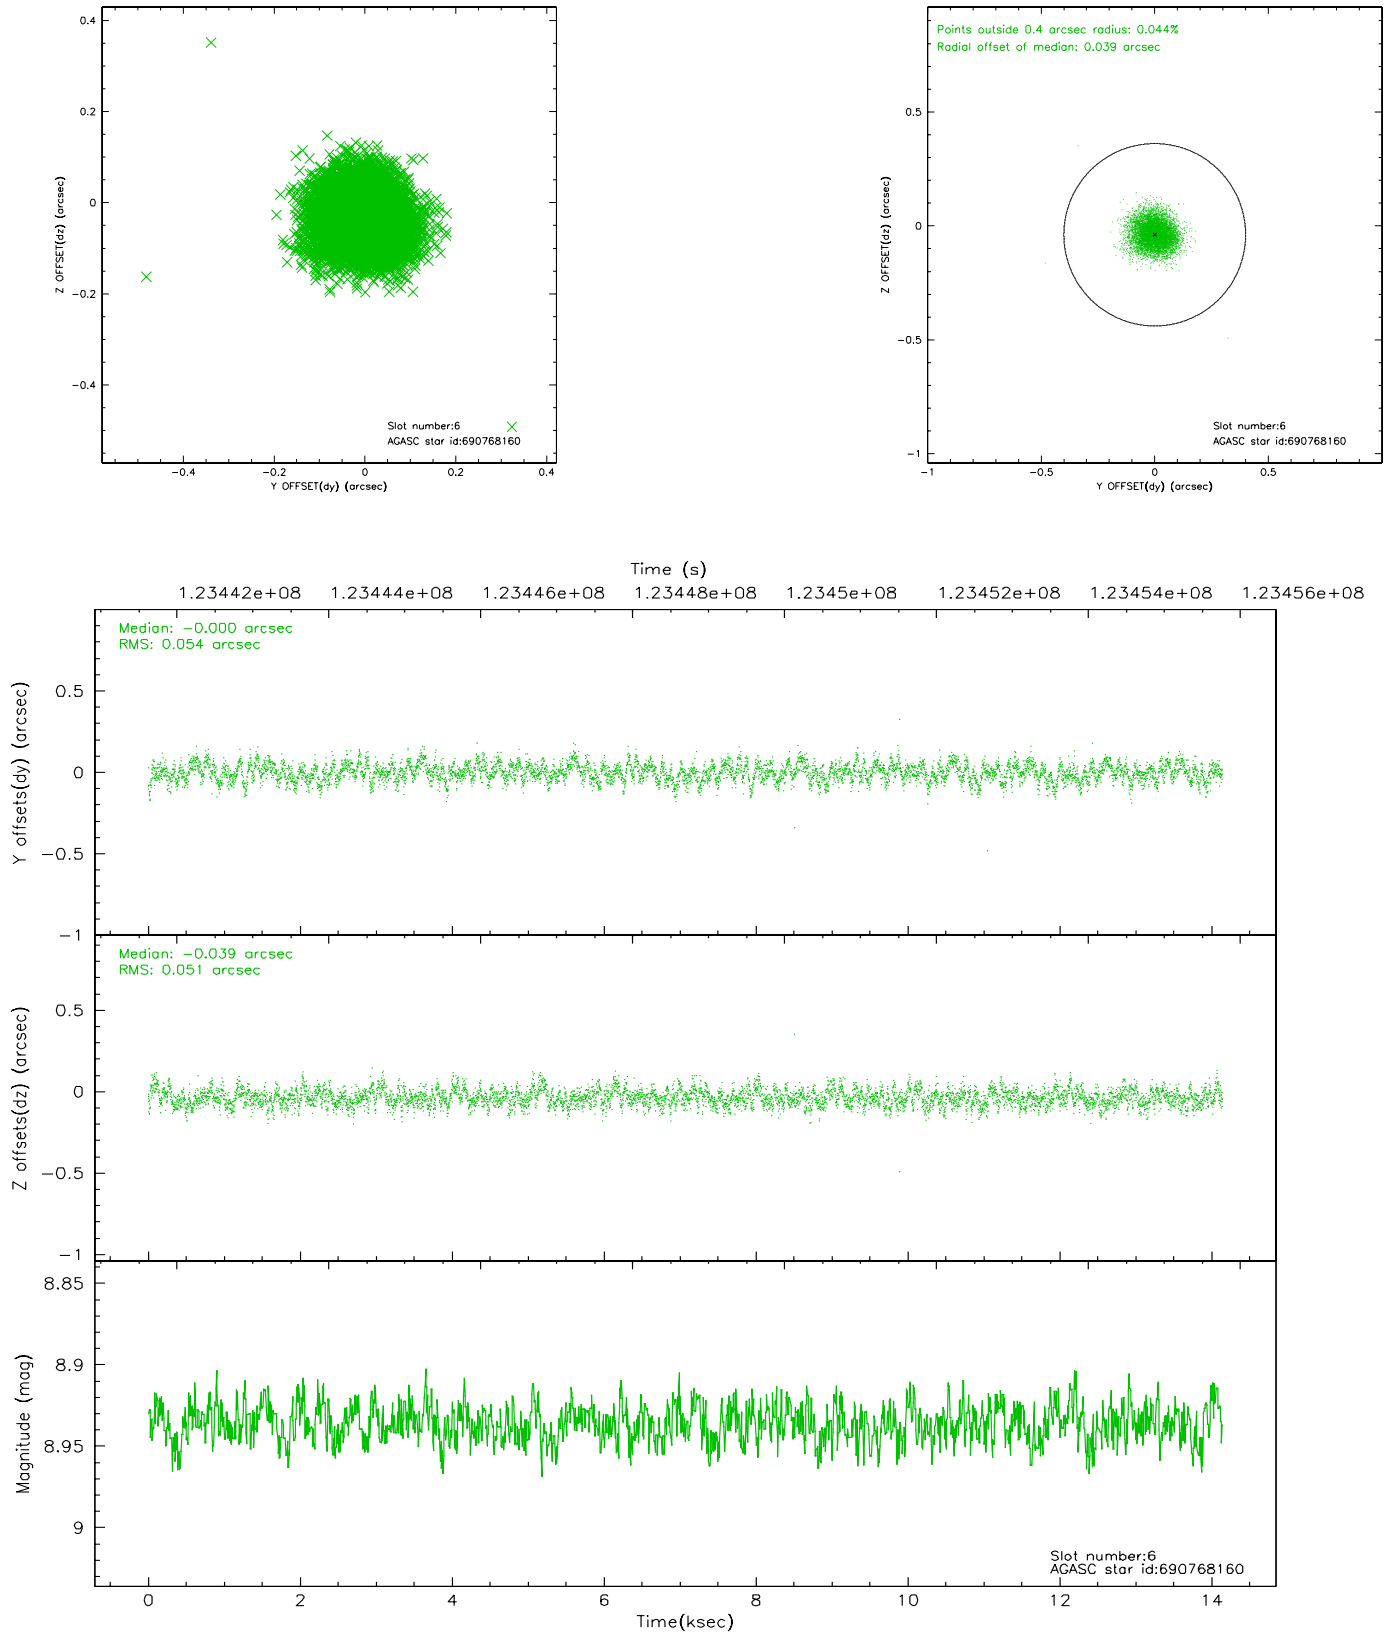 0.4
0.2
0
−0.2
−0.4
Z OFFSET(dz) (arcsec)
Slot number:6
AGASC star id:690768160
−0.4 −0.2 0 0.2 0.4
Y OFFSET(dy) (arcsec)
Points outside 0.4 arcsec radius: 0.044%
Radial offset of median: 0.039 arcsec
0.5
0
−0.5
−1
Z OFFSET(dz) (arcsec)
Slot number:6
AGASC star id:690768160
−1 −0.5 0 0.5
Y OFFSET(dy) (arcsec)
Time (s)
1.23442e+08 1.23444e+08 1.23446e+08 1.23448e+08 1.2345e+08 1.23452e+08 1.23454e+08 1.23456e+08
Median: −0.000 arcsec
RMS: 0.054 arcsec
0.5
0
−0.5
−1
Y offsets(dy) (arcsec)
Median: −0.039 arcsec
RMS: 0.051 arcsec
0.5
0
−0.5
−1
Z offsets(dz) (arcsec)
8.85
8.9
8.95
9
Magnitude (mag)
Slot number:6
AGASC star id:690768160
0 2 4 6 8 10 12 14
Time(ksec)